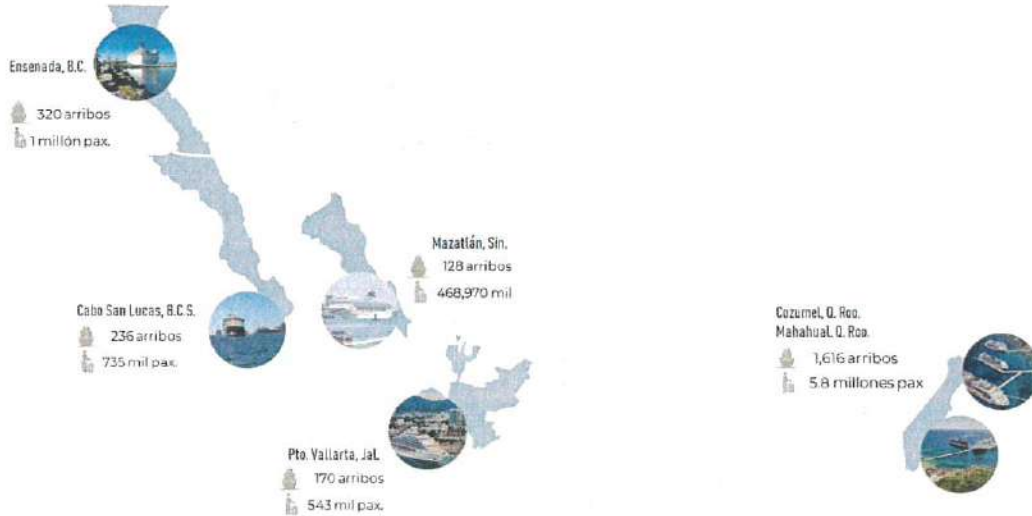 Ensenada, B.C.
320 arribos
1 millón pax.
Mazatlán, Sin.
128 arribos
468,970 mil
Cabo San Lucas, B.C.S.
236 arribos
735 mil pax.
Cozumel, Q. Roo.
Mahahual, Q. Roo.
1,616 arribos
5.8 millones pax
Pto. Vallarta, Jal.
170 arribos
543 mil pax.